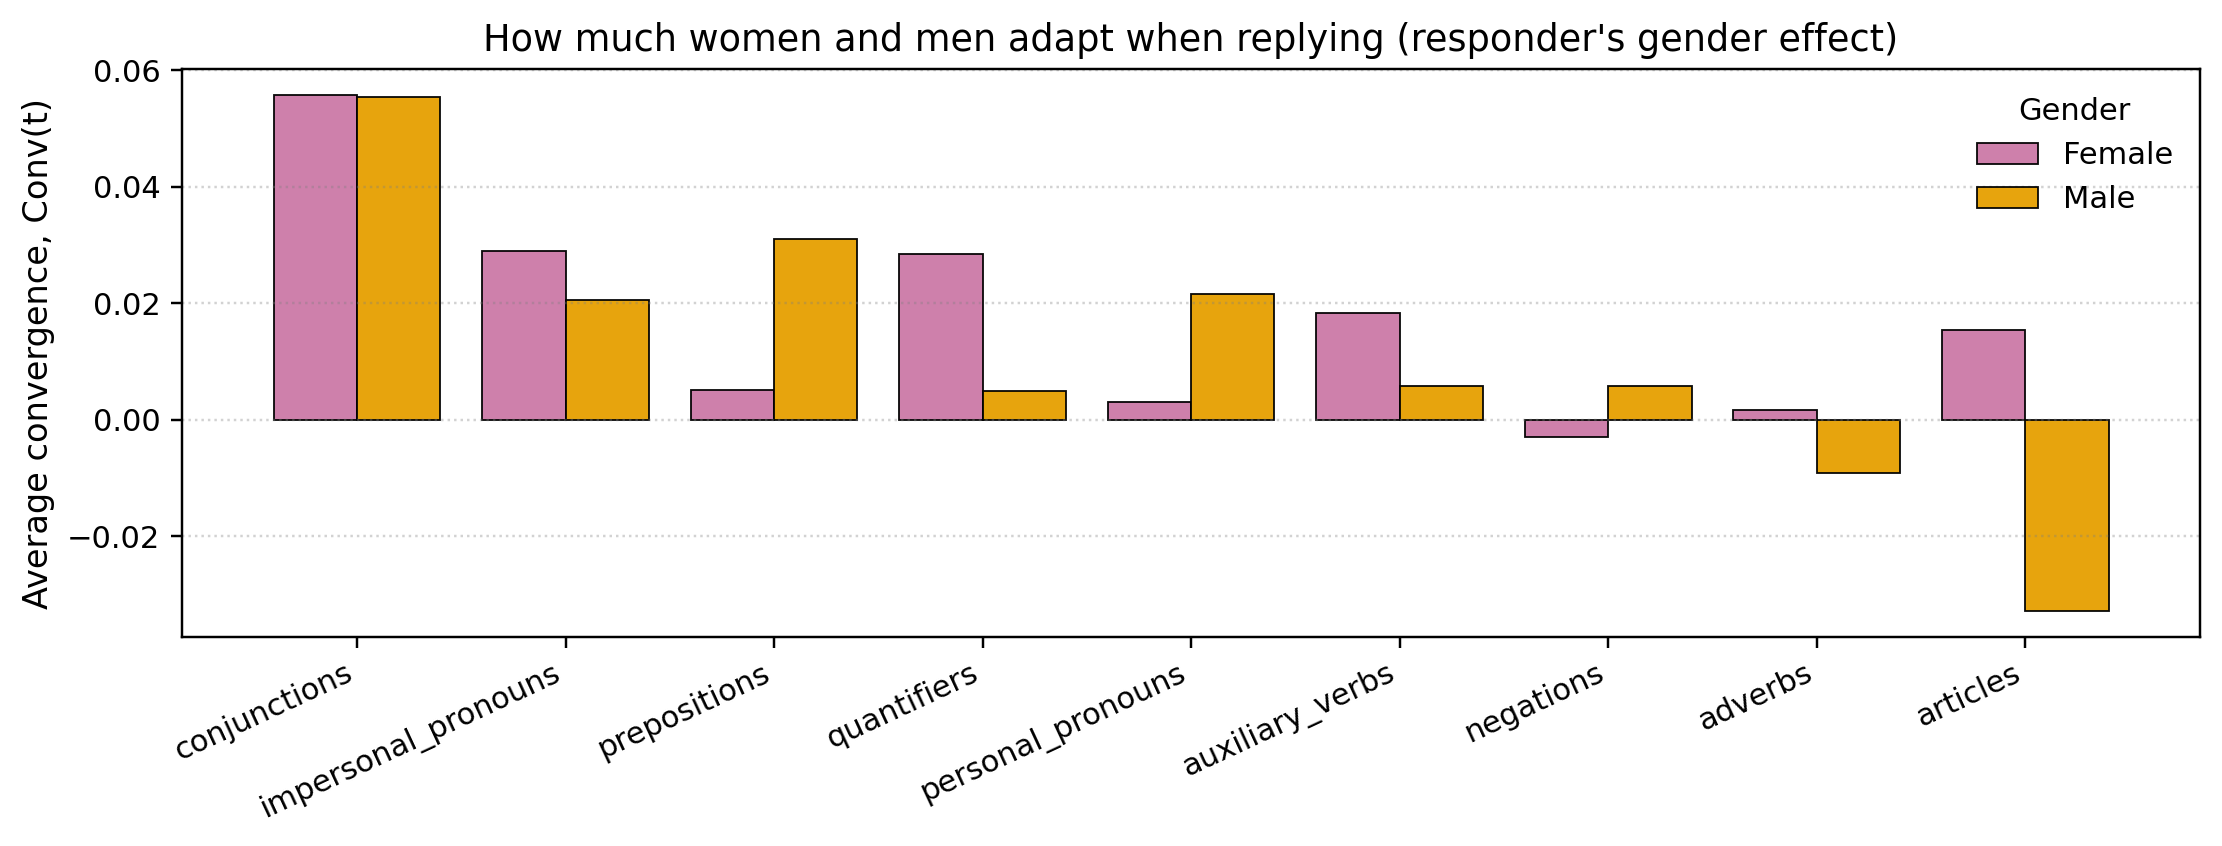 How much women and men adapt when replying (responder's gender effect)
Average convergence, Conv(t)
0.06
0.04
0.02
0.00
−0.02
Gender
Female
Male
conjunctions
impersonal_pronouns
prepositions
quantifiers
personal_pronouns
auxiliary_verbs
negations
adverbs
articles